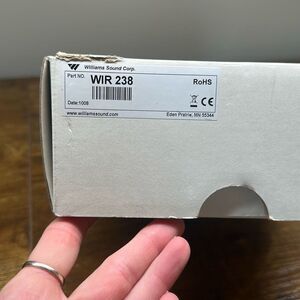 Williams Sound Corp.
Part NO. WIR 238 RoHS
Date:1008
www.williamssound.com Eden Prairie, MN 55344